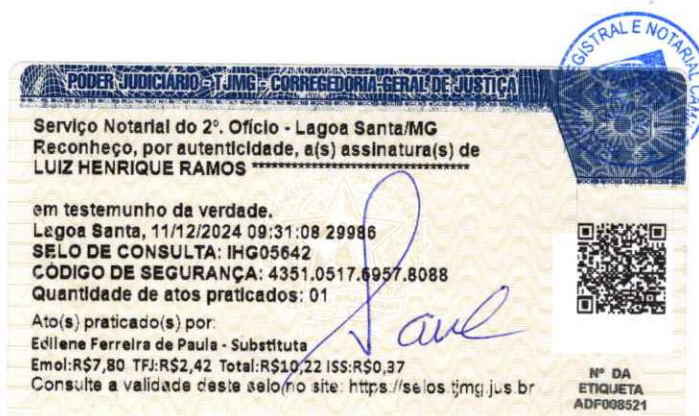 PODER JUDICIÁRIO - TJMG - CORREGEDORIA-GERAL DE JUSTIÇA
Serviço Notarial do 2º. Ofício - Lagoa Santa/MG
Reconheço, por autenticidade, a(s) assinatura(s) de
LUIZ HENRIQUE RAMOS ********************************
em testemunho da verdade.
Lagoa Santa, 11/12/2024 09:31:08 29986
SELO DE CONSULTA: IHG05642
CÓDIGO DE SEGURANÇA: 4351.0517.6957.8088
Quantidade de atos praticados: 01
Ato(s) praticado(s) por:
Edilene Ferreira de Paula - Substituta
Emol:R$7,80 TFJ:R$2,42 Total:R$10,22 ISS:R$0,37
Consulte a validade deste selo no site: https://selos.tjmg.jus.br
Nº DA
ETIQUETA
ADF008521